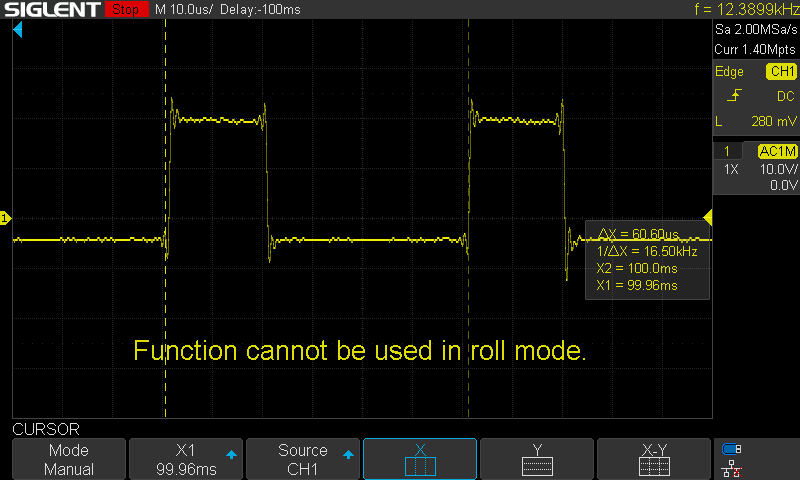 SIGLENT Stop M 10.0us/ Delay:-100ms f = 12.3899kHz
Sa 2.00MSa/s
Curr 1.40Mpts
Edge CH1
DC
L 280 mV
1 AC1M
1X 10.0V/
0.0V
1
ΔX = 60.60us
1/ΔX = 16.50kHz
X2 = 100.0ms
X1 = 99.96ms
Function cannot be used in roll mode.
CURSOR
Mode X1 Source X Y X-Y
Manual 99.96ms CH1